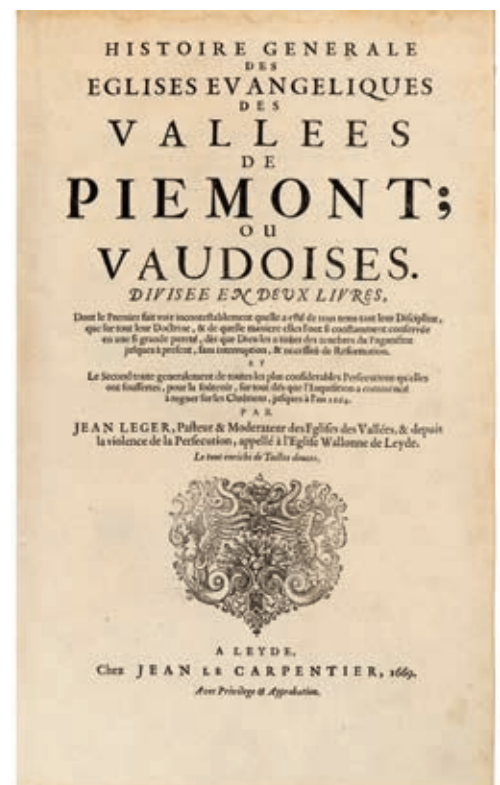 HISTOIRE GENERALE
DES
EGLISES EVANGELIQUES
DES
VALLEES
DE
PIEMONT;
OU
VAUDOISES.
DIVISEE EN DEUX LIVRES,
Dont le Premier fait voir incontestablement quelle a esté de tous tems tant leur Discipline,
que sur tout leur Doctrine, & de quelle maniere elles l'ont si constamment conservée
en une si grande pureté, dés que Dieu les a tirées des tenebres du Paganisme
jusques à present, sans interruption, & necessité de Reformation.
ET
Le Second traite generalement de toutes les plus considerables Persecutions qu'elles
ont souffertes, pour la soûtenir, sur tout dés que l'Inquisition a commencé
à regner sur les Chrêtiens, jusques à l'an 1664.
PAR
JEAN LEGER, Pasteur & Moderateur des Eglises des Vallées, & depuis
la violence de la Persecution, appellé à l'Eglise Wallonne de Leyde.
Le tout enrichi de Tailles douces.
A LEYDE,
Chez JEAN LE CARPENTIER, 1669.
Avec Privilege & Approbation.